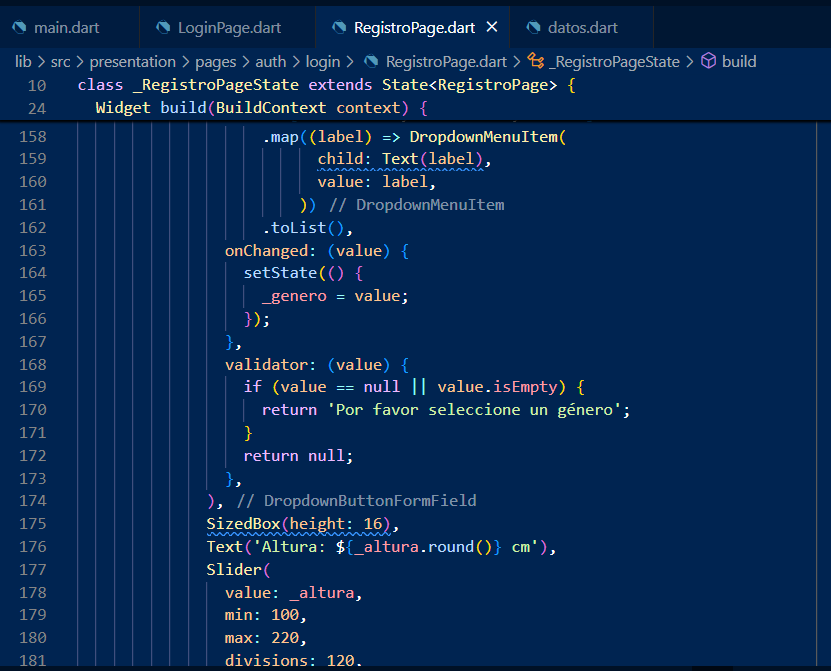 main.dart LoginPage.dart RegistroPage.dart × datos.dart
lib > src > presentation > pages > auth > login > RegistroPage.dart > _RegistroPageState > build
10 class _RegistroPageState extends State<RegistroPage> {
24 Widget build(BuildContext context) {
158 .map((label) => DropdownMenuItem(
159 child: Text(label),
160 value: label,
161 )) // DropdownMenuItem
162 .toList(),
163 onChanged: (value) {
164 setState(() {
165 _genero = value;
166 });
167 },
168 validator: (value) {
169 if (value == null || value.isEmpty) {
170 return 'Por favor seleccione un género';
171 }
172 return null;
173 },
174 ), // DropdownButtonFormField
175 SizedBox(height: 16),
176 Text('Altura: ${_altura.round()} cm'),
177 Slider(
178 value: _altura,
179 min: 100,
180 max: 220,
181 divisions: 120,